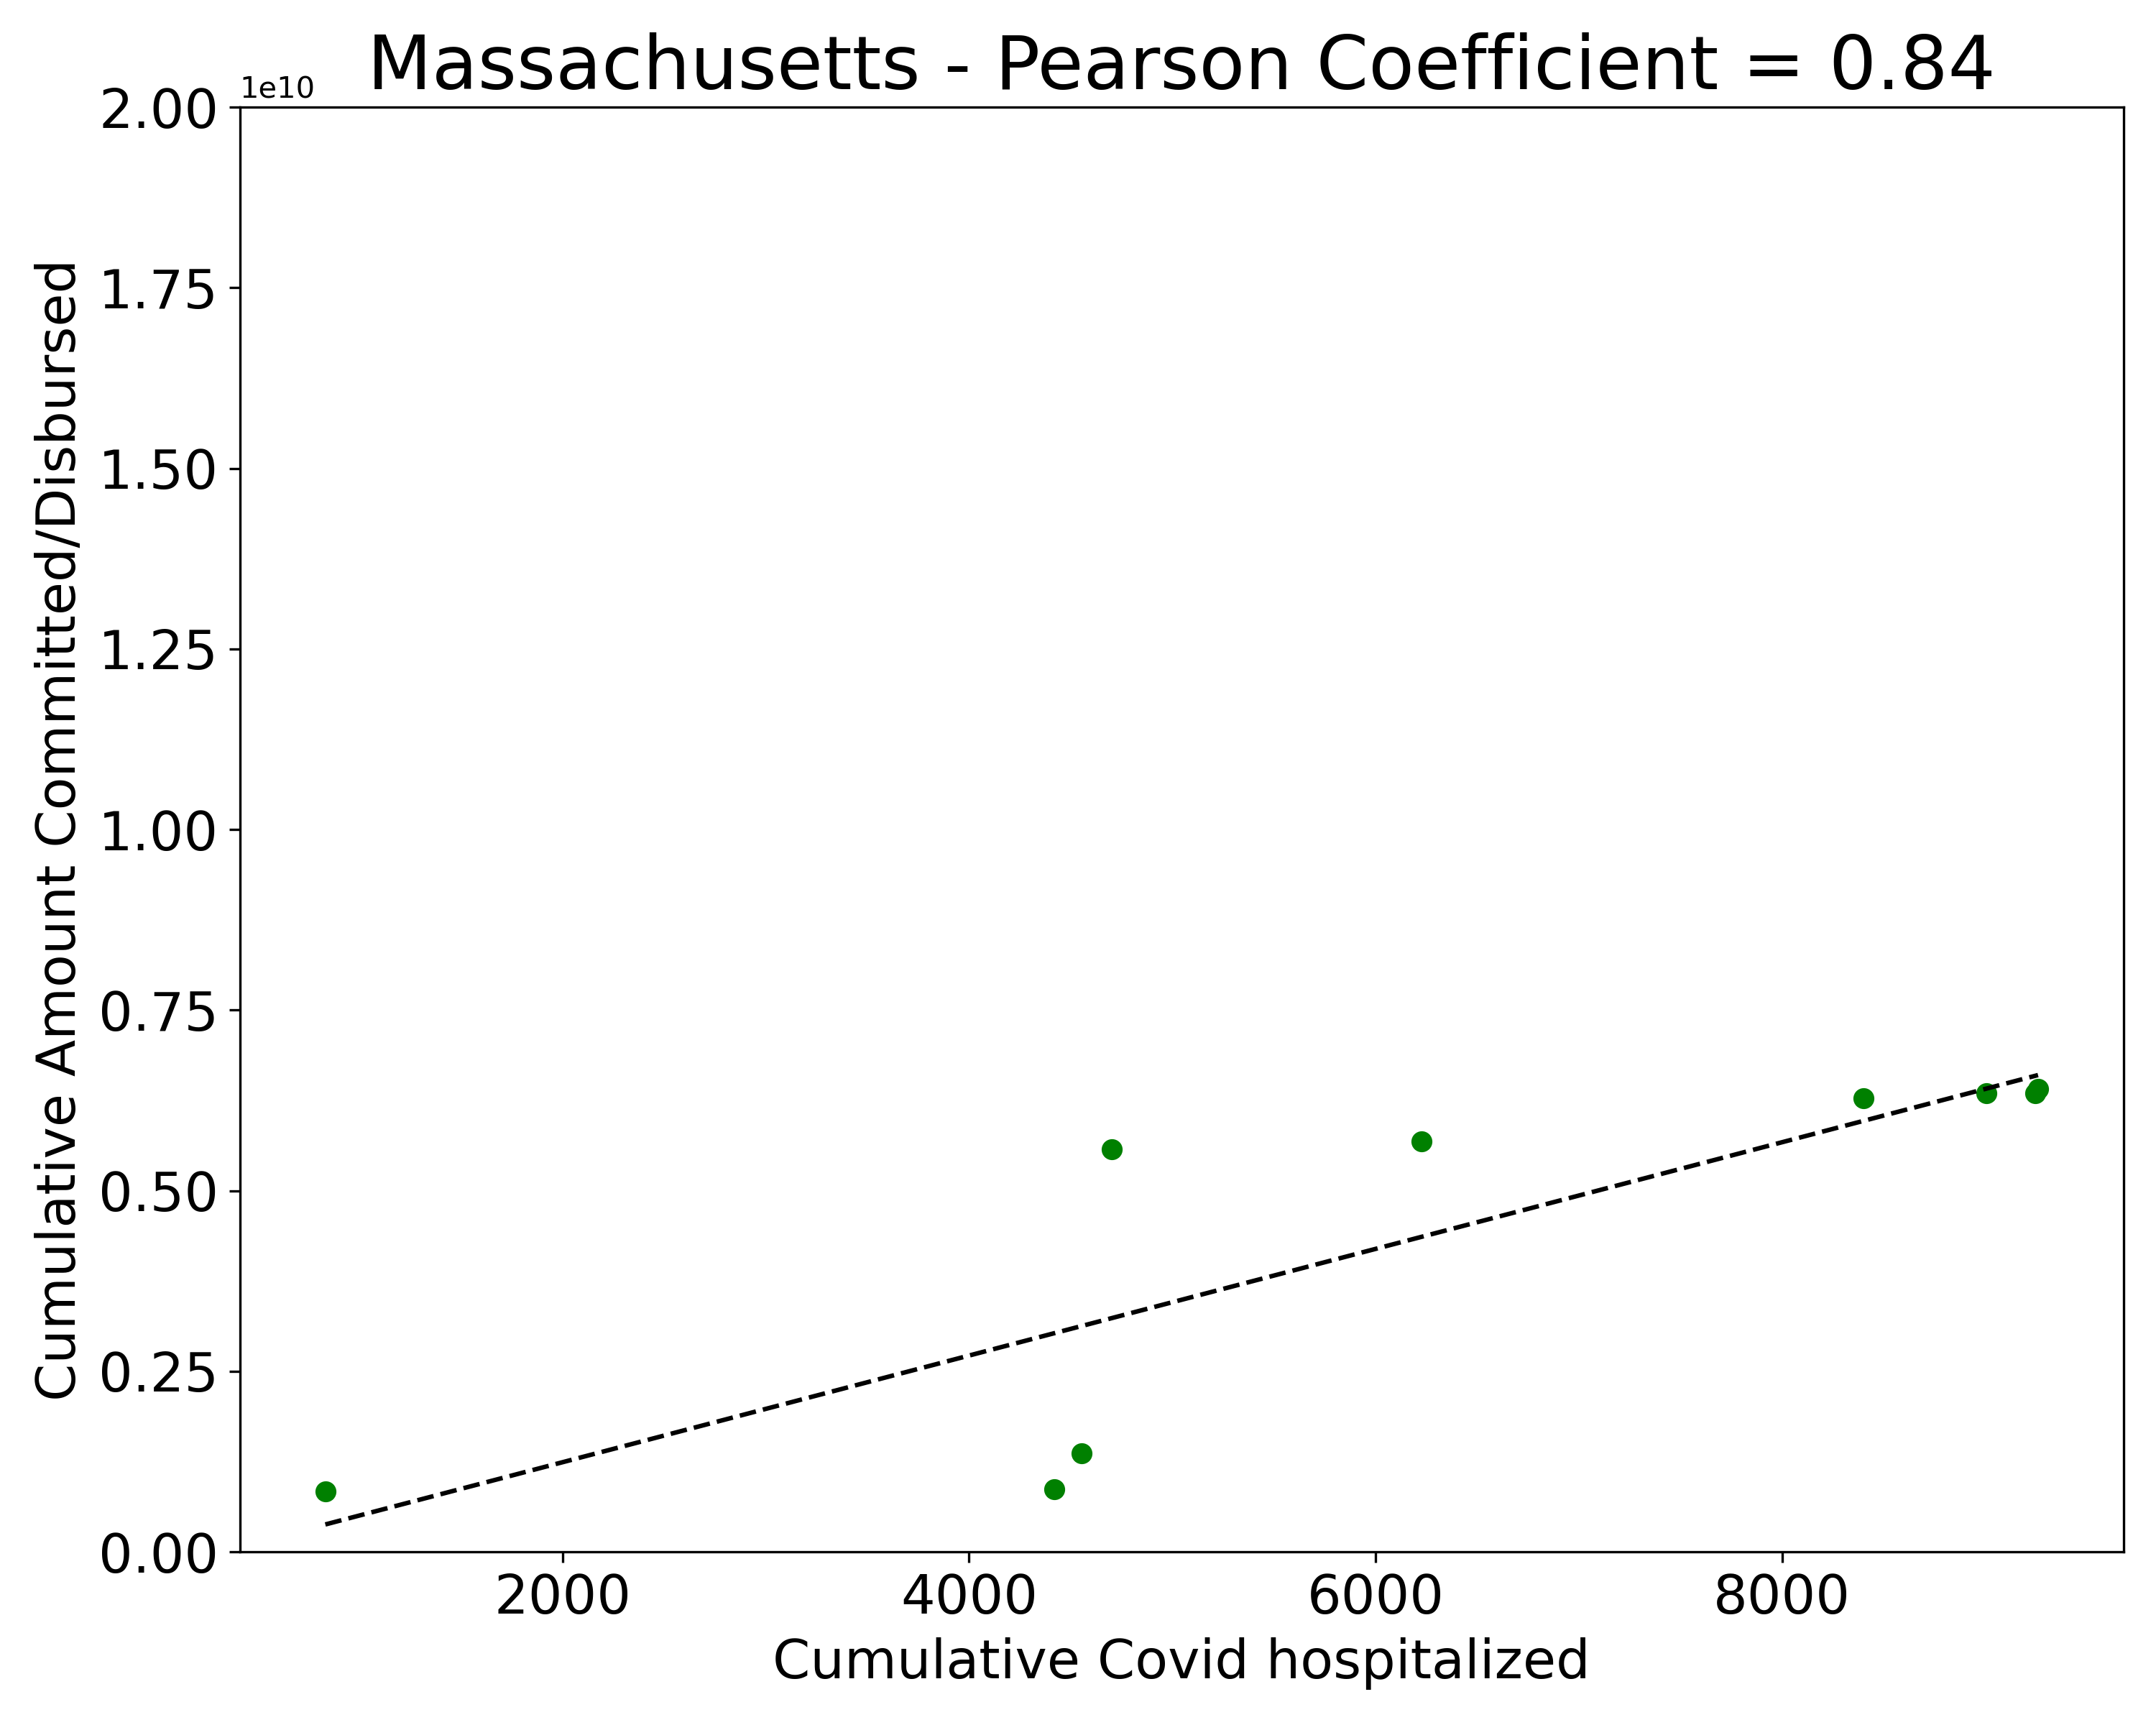 Massachusetts - Pearson Coefficient = 0.84
1e10
2.00
1.75
1.50
1.25
1.00
0.75
0.50
0.25
0.00
Cumulative Amount Committed/Disbursed
2000 4000 6000 8000
Cumulative Covid hospitalized